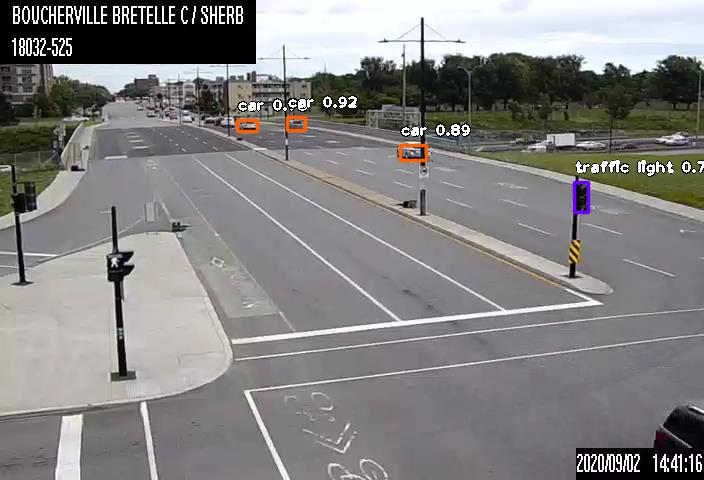 BOUCHERVILLE BRETELLE C / SHERB
18032-525
car 0.
car 0.92
car 0.89
traffic light 0.7
2020/09/02 14:41:16